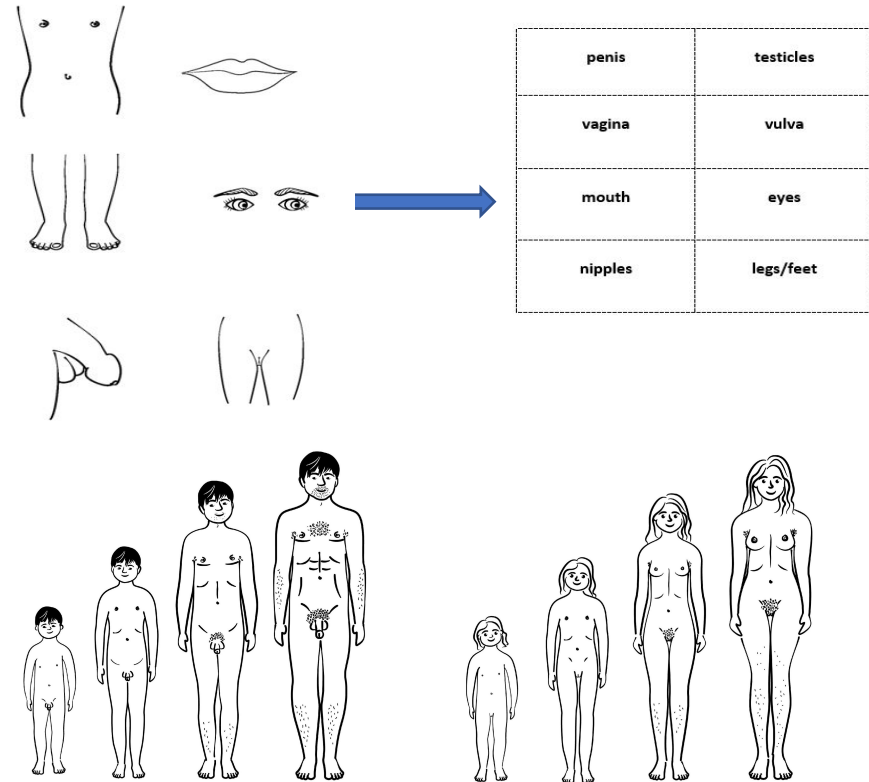 penis testicles
vagina vulva
mouth eyes
nipples legs/feet